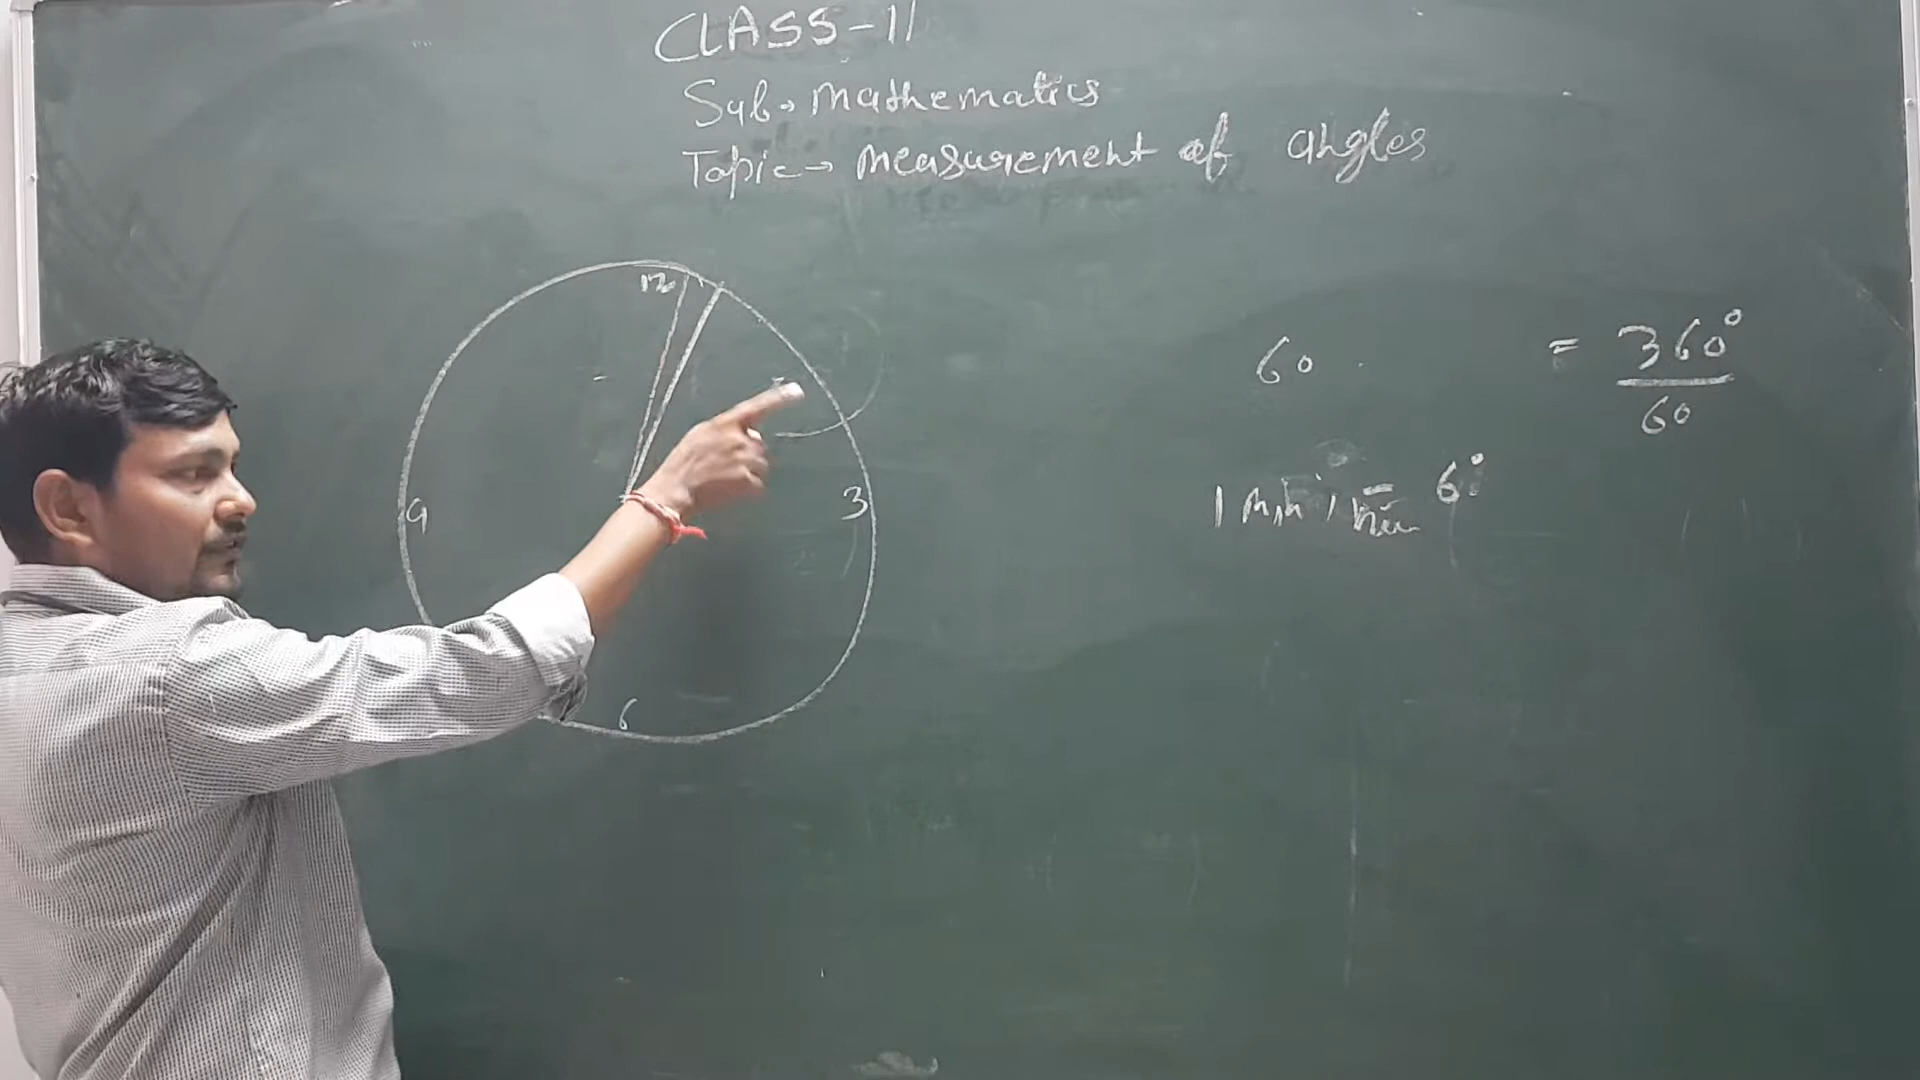 CLASS-11
Sub→ Mathematics
Topic→ measurement of angles
12
9
3
6
60 = 360°
60
1 Min, = 6°